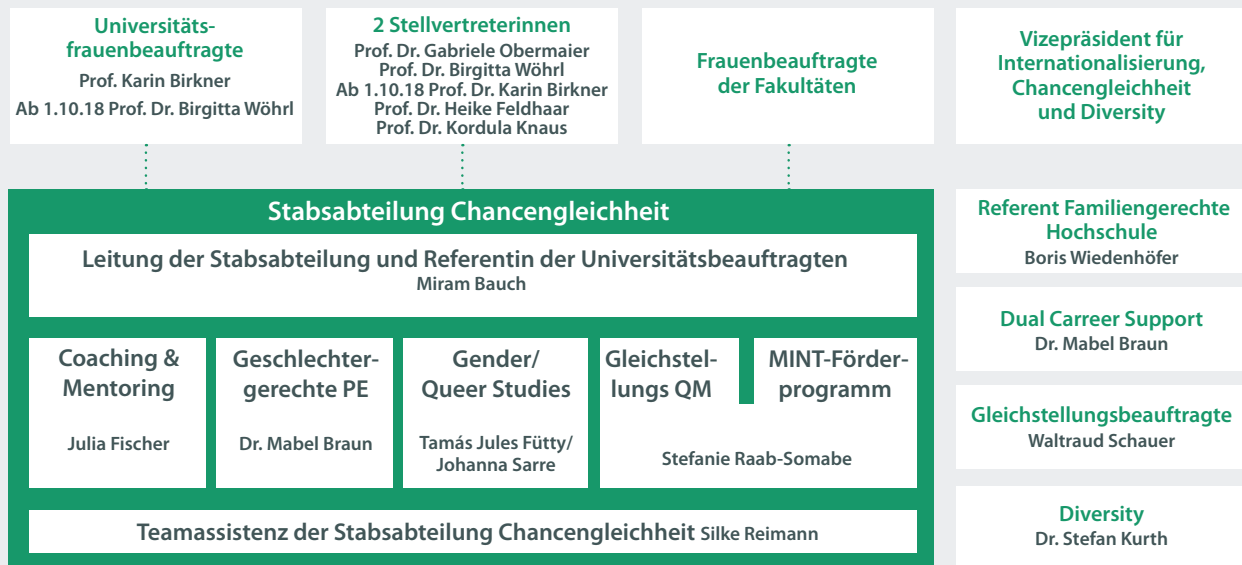 Universitäts-
frauenbeauftragte
Prof. Karin Birkner
Ab 1.10.18 Prof. Dr. Birgitta Wöhrl
2 Stellvertreterinnen
Prof. Dr. Gabriele Obermaier
Prof. Dr. Birgitta Wöhrl
Ab 1.10.18 Prof. Dr. Karin Birkner
Prof. Dr. Heike Feldhaar
Prof. Dr. Kordula Knaus
Frauenbeauftragte
der Fakultäten
Vizepräsident für
Internationalisierung,
Chancengleichheit
und Diversity
Stabsabteilung Chancengleichheit
Leitung der Stabsabteilung und Referentin der Universitätsbeauftragten
Miram Bauch
Coaching &
Mentoring
Julia Fischer
Geschlechter-
gerechte PE
Dr. Mabel Braun
Gender/
Queer Studies
Tamás Jules Fütty/
Johanna Sarre
Gleichstel-
lungs QM
MINT-Förder-
programm
Stefanie Raab-Somabe
Teamassistenz der Stabsabteilung Chancengleichheit Silke Reimann
Referent Familiengerechte
Hochschule
Boris Wiedenhöfer
Dual Carreer Support
Dr. Mabel Braun
Gleichstellungsbeauftragte
Waltraud Schauer
Diversity
Dr. Stefan Kurth